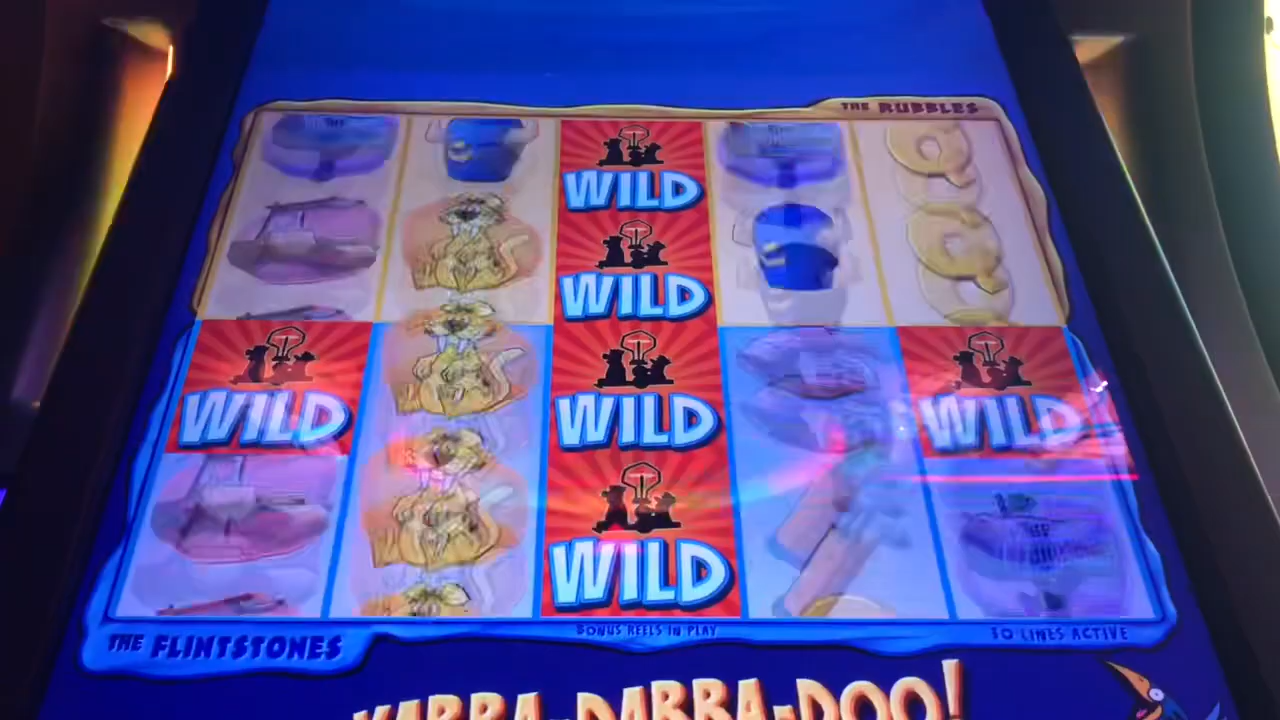 THE RUBBLES
WILD
WILD
WILD
WILD
WILD
WILD
BONUS REELS IN PLAY
50 LINES ACTIVE
THE FLINTSTONES
YABBA-DABBA-DOO!